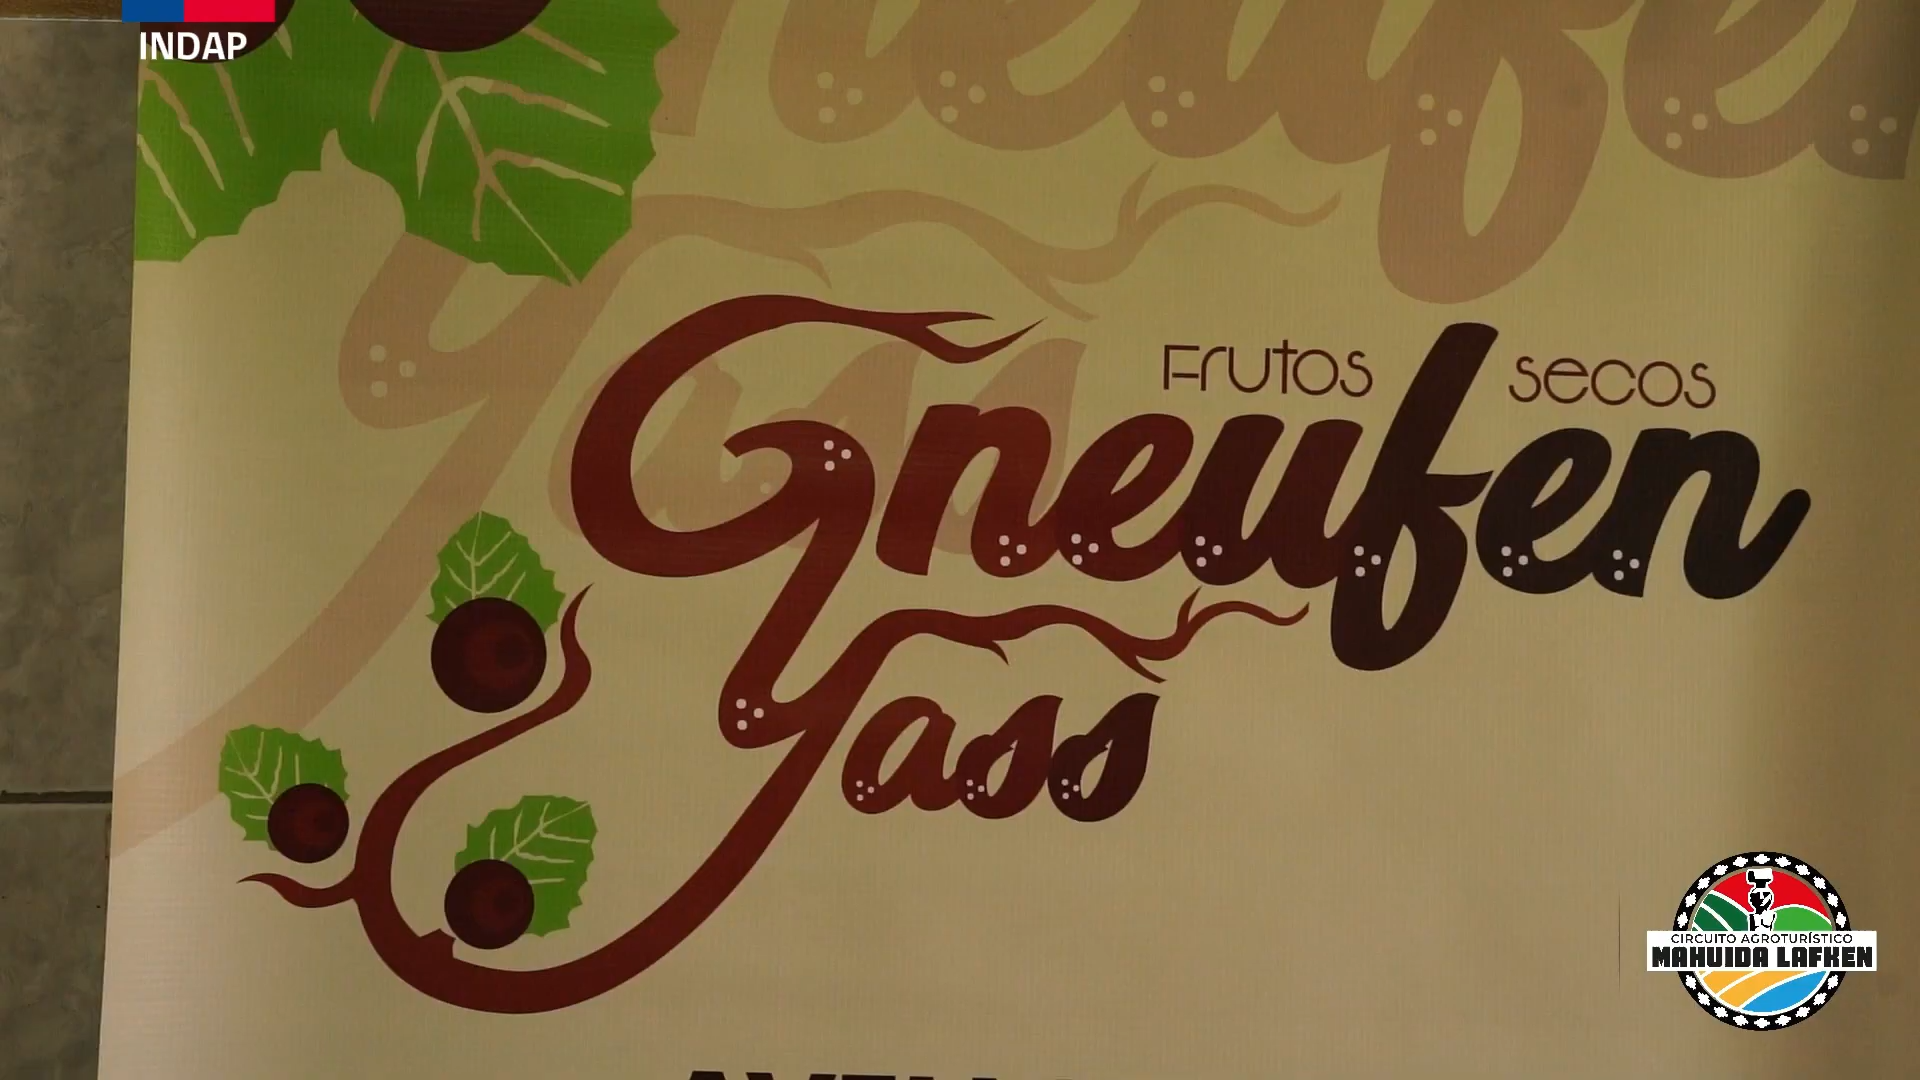 INDAP
Frutos secos
Gneufen
yass
CIRCUITO AGROTURÍSTICO
MAHUIDA LAFKEN